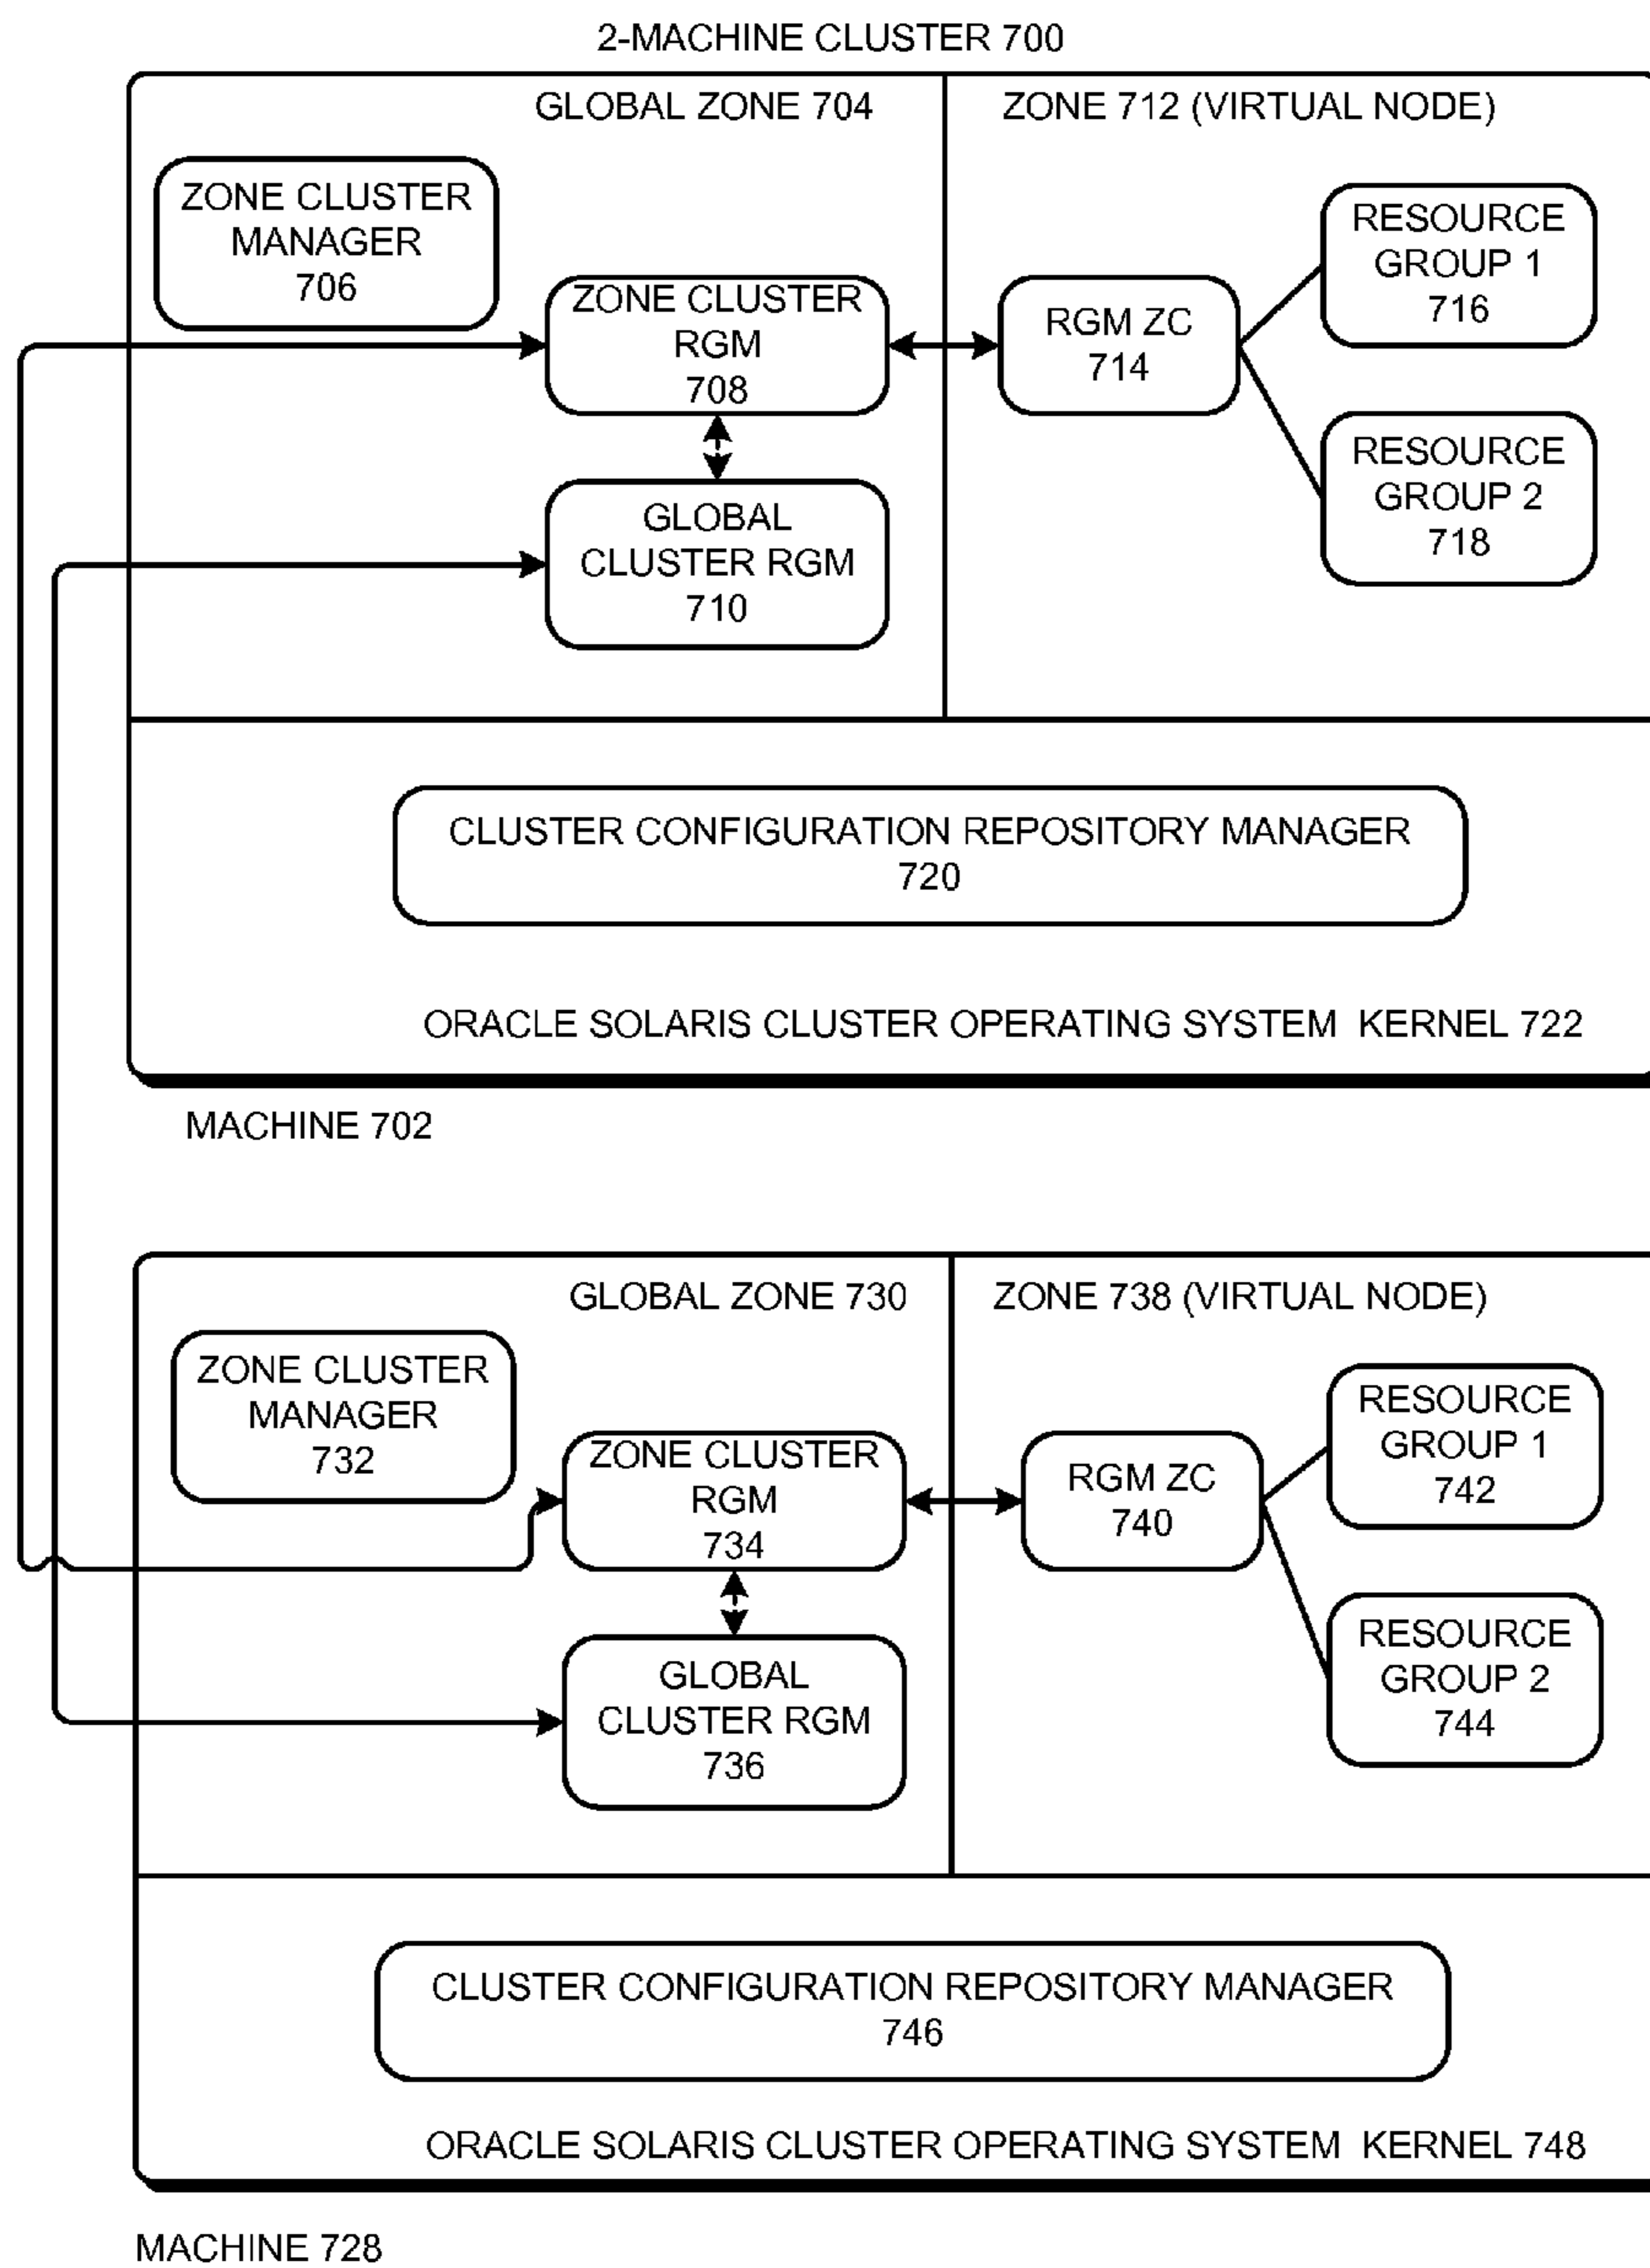 2-MACHINE CLUSTER 700
GLOBAL ZONE 704
ZONE 712 (VIRTUAL NODE)
ZONE CLUSTER
MANAGER
706
ZONE CLUSTER
RGM
708
GLOBAL
CLUSTER RGM
710
RGM ZC
714
RESOURCE
GROUP 1
716
RESOURCE
GROUP 2
718
CLUSTER CONFIGURATION REPOSITORY MANAGER
720
ORACLE SOLARIS CLUSTER OPERATING SYSTEM KERNEL 722
MACHINE 702
GLOBAL ZONE 730
ZONE 738 (VIRTUAL NODE)
ZONE CLUSTER
MANAGER
732
ZONE CLUSTER
RGM
734
GLOBAL
CLUSTER RGM
736
RGM ZC
740
RESOURCE
GROUP 1
742
RESOURCE
GROUP 2
744
CLUSTER CONFIGURATION REPOSITORY MANAGER
746
ORACLE SOLARIS CLUSTER OPERATING SYSTEM KERNEL 748
MACHINE 728